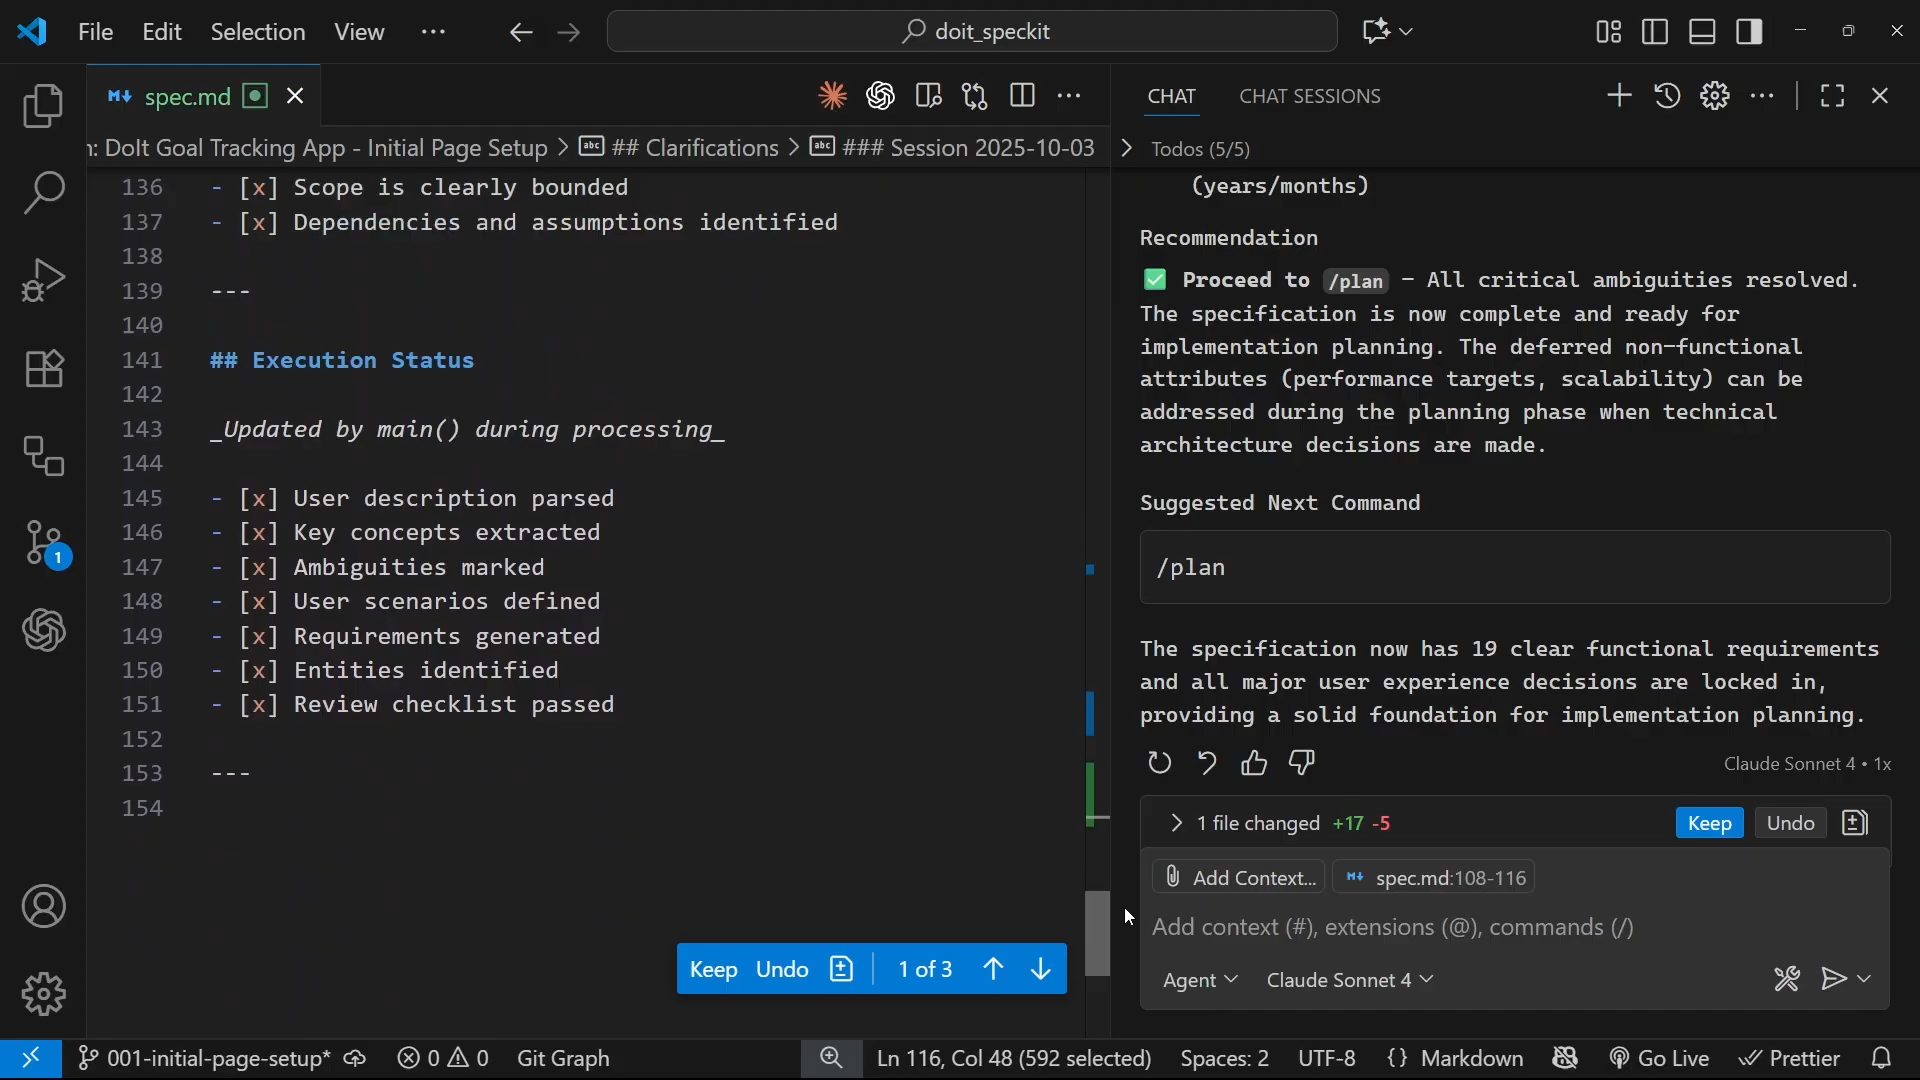 File Edit Selection View ··· doit_speckit
spec.md
CHAT CHAT SESSIONS
n: DoIt Goal Tracking App - Initial Page Setup > ## Clarifications > ### Session 2025-10-03
Todos (5/5)
136 - [x] Scope is clearly bounded
137 - [x] Dependencies and assumptions identified
138
139 ---
140
141 ## Execution Status
142
143 _Updated by main() during processing_
144
145 - [x] User description parsed
146 - [x] Key concepts extracted
147 - [x] Ambiguities marked
148 - [x] User scenarios defined
149 - [x] Requirements generated
150 - [x] Entities identified
151 - [x] Review checklist passed
152
153 ---
154
Keep Undo 1 of 3
(years/months)
Recommendation
✅ Proceed to /plan - All critical ambiguities resolved.
The specification is now complete and ready for
implementation planning. The deferred non-functional
attributes (performance targets, scalability) can be
addressed during the planning phase when technical
architecture decisions are made.
Suggested Next Command
/plan
The specification now has 19 clear functional requirements
and all major user experience decisions are locked in,
providing a solid foundation for implementation planning.
Claude Sonnet 4 • 1x
1 file changed +17 -5 Keep Undo
Add Context... spec.md:108-116
Add context (#), extensions (@), commands (/)
Agent Claude Sonnet 4
1
001-initial-page-setup* 0 0 Git Graph Ln 116, Col 48 (592 selected) Spaces: 2 UTF-8 {} Markdown Go Live Prettier